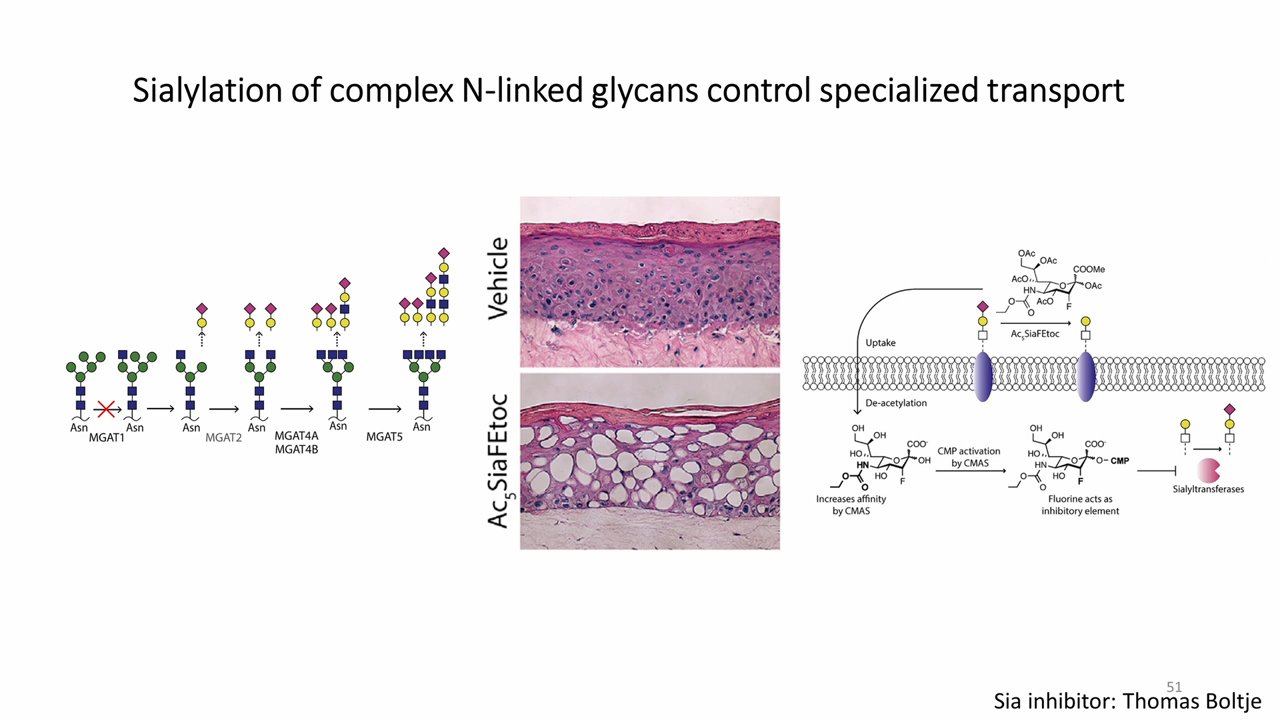 Sialylation of complex N-linked glycans control specialized transport
Asn
MGAT1
Asn
Asn
MGAT2
Asn
MGAT4A
MGAT4B
Asn
MGAT5
Asn
Vehicle
Ac5SiaFEtoc
OAc
OAc
AcO
COOMe
HN
OAc
O
AcO
O
O
F
Ac5SiaFEtoc
Uptake
De-acetylation
OH
OH
HO
COO-
HN
O
OH
O
HO
O
F
Increases affinity
by CMAS
CMP activation
by CMAS
OH
OH
HO
COO-
HN
O
O
CMP
O
HO
O
F
Fluorine acts as
inhibitory element
Sialyltransferases
51
Sia inhibitor: Thomas Boltje